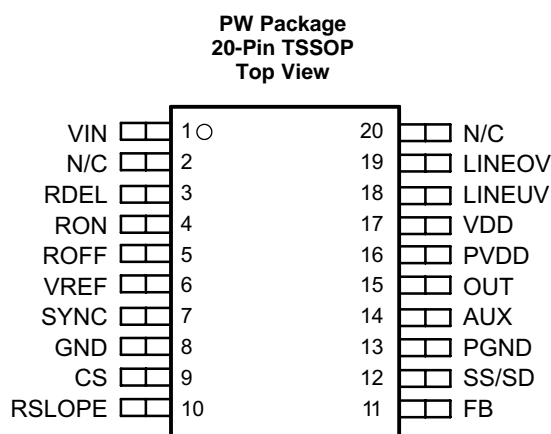 PW Package
20-Pin TSSOP
Top View
VIN 1 20 N/C
N/C 2 19 LINEOV
RDEL 3 18 LINEUV
RON 4 17 VDD
ROFF 5 16 PVDD
VREF 6 15 OUT
SYNC 7 14 AUX
GND 8 13 PGND
CS 9 12 SS/SD
RSLOPE 10 11 FB